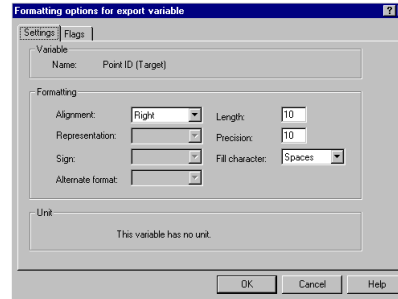 Formatting options for export variable ?
Settings Flags
Variable
Name: Point ID (Target)
Formatting
Alignment: Right Length: 10
Representation: Precision: 10
Sign: Fill character: Spaces
Alternate format:
Unit
This variable has no unit.
OK Cancel Help